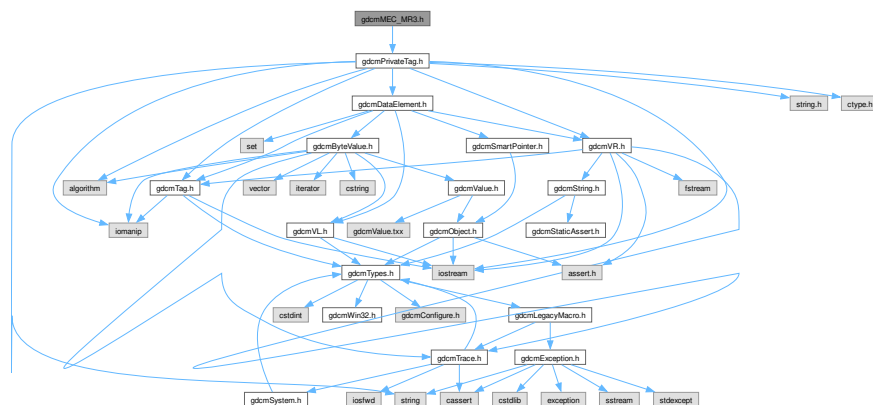 gdcmMEC_MR3.h
gdcmPrivateTag.h
gdcmDataElement.h
string.h
ctype.h
set
gdcmByteValue.h
gdcmSmartPointer.h
gdcmVR.h
algorithm
gdcmTag.h
vector
iterator
cstring
gdcmValue.h
gdcmString.h
fstream
iomanip
gdcmVL.h
gdcmValue.txx
gdcmObject.h
gdcmStaticAssert.h
gdcmTypes.h
iostream
assert.h
cstdint
gdcmWin32.h
gdcmConfigure.h
gdcmLegacyMacro.h
gdcmTrace.h
gdcmException.h
gdcmSystem.h
iosfwd
string
cassert
cstdlib
exception
sstream
stdexcept